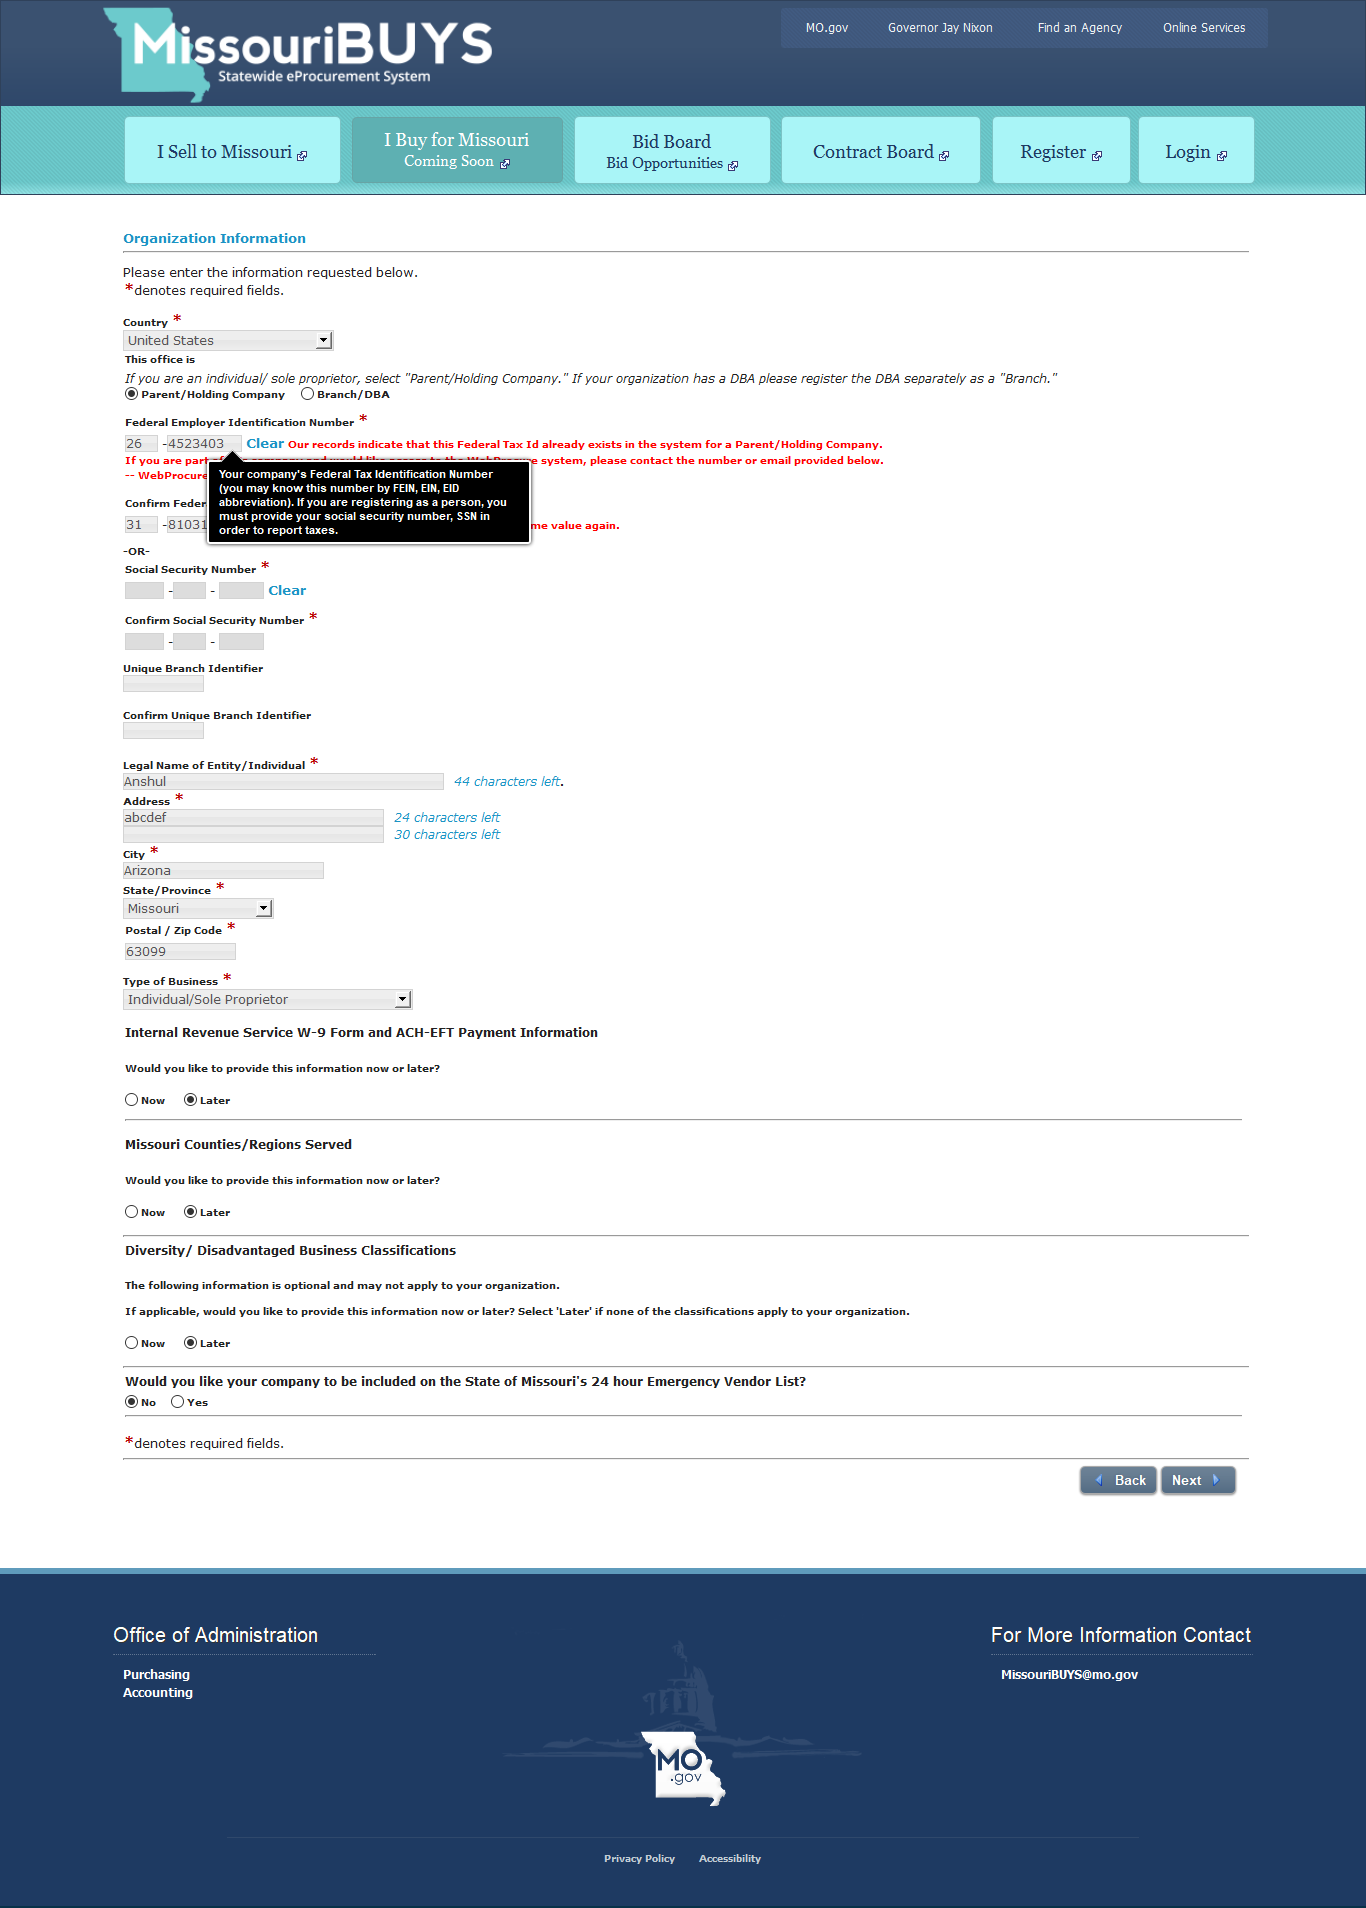 MissouriBUYS
Statewide eProcurement System
MO.gov Governor Jay Nixon Find an Agency Online Services
I Sell to Missouri
I Buy for Missouri
Coming Soon
Bid Board
Bid Opportunities
Contract Board
Register
Login
Organization Information
Please enter the information requested below.
*denotes required fields.
Country *
United States
This office is
If you are an individual/ sole proprietor, select "Parent/Holding Company." If your organization has a DBA please register the DBA separately as a "Branch."
Parent/Holding Company Branch/DBA
Federal Employer Identification Number *
26 -4523403 Clear Our records indicate that this Federal Tax Id already exists in the system for a Parent/Holding Company.
If you are part system, please contact the number or email provided below.
-- WebProcure
Your company's Federal Tax Identification Number
(you may know this number by FEIN, EIN, EID
abbreviation). If you are registering as a person, you
must provide your social security number, SSN in
order to report taxes.
Confirm Feder
31 -81031 me value again.
-OR-
Social Security Number *
- - Clear
Confirm Social Security Number *
- -
Unique Branch Identifier
Confirm Unique Branch Identifier
Legal Name of Entity/Individual *
Anshul 44 characters left.
Address *
abcdef 24 characters left
30 characters left
City *
Arizona
State/Province *
Missouri
Postal / Zip Code *
63099
Type of Business *
Individual/Sole Proprietor
Internal Revenue Service W-9 Form and ACH-EFT Payment Information
Would you like to provide this information now or later?
Now Later
Missouri Counties/Regions Served
Would you like to provide this information now or later?
Now Later
Diversity/ Disadvantaged Business Classifications
The following information is optional and may not apply to your organization.
If applicable, would you like to provide this information now or later? Select 'Later' if none of the classifications apply to your organization.
Now Later
Would you like your company to be included on the State of Missouri's 24 hour Emergency Vendor List?
No Yes
*denotes required fields.
Back Next
Office of Administration
Purchasing
Accounting
For More Information Contact
MissouriBUYS@mo.gov
MO
.gov
Privacy Policy Accessibility